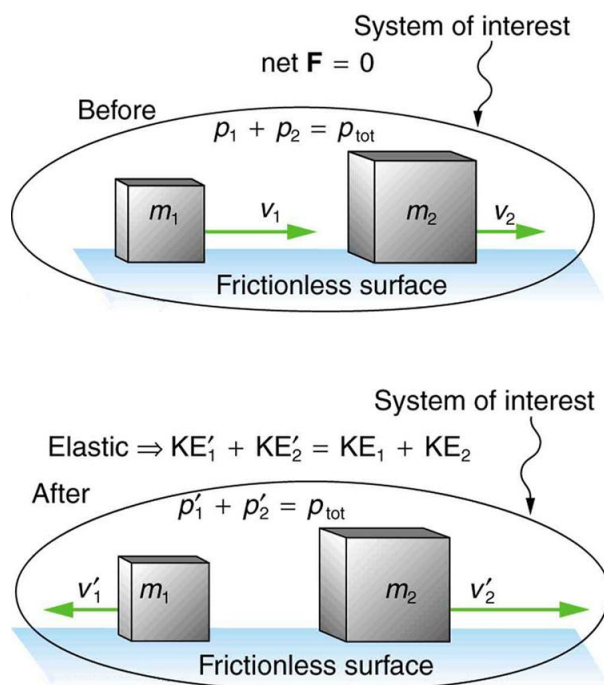 System of interest
net F = 0
Before
p₁ + p₂ = pₜₒₜ
m₁
v₁
m₂
v₂
Frictionless surface
System of interest
Elastic ⇒ KE′₁ + KE′₂ = KE₁ + KE₂
After
p′₁ + p′₂ = pₜₒₜ
v′₁
m₁
m₂
v′₂
Frictionless surface